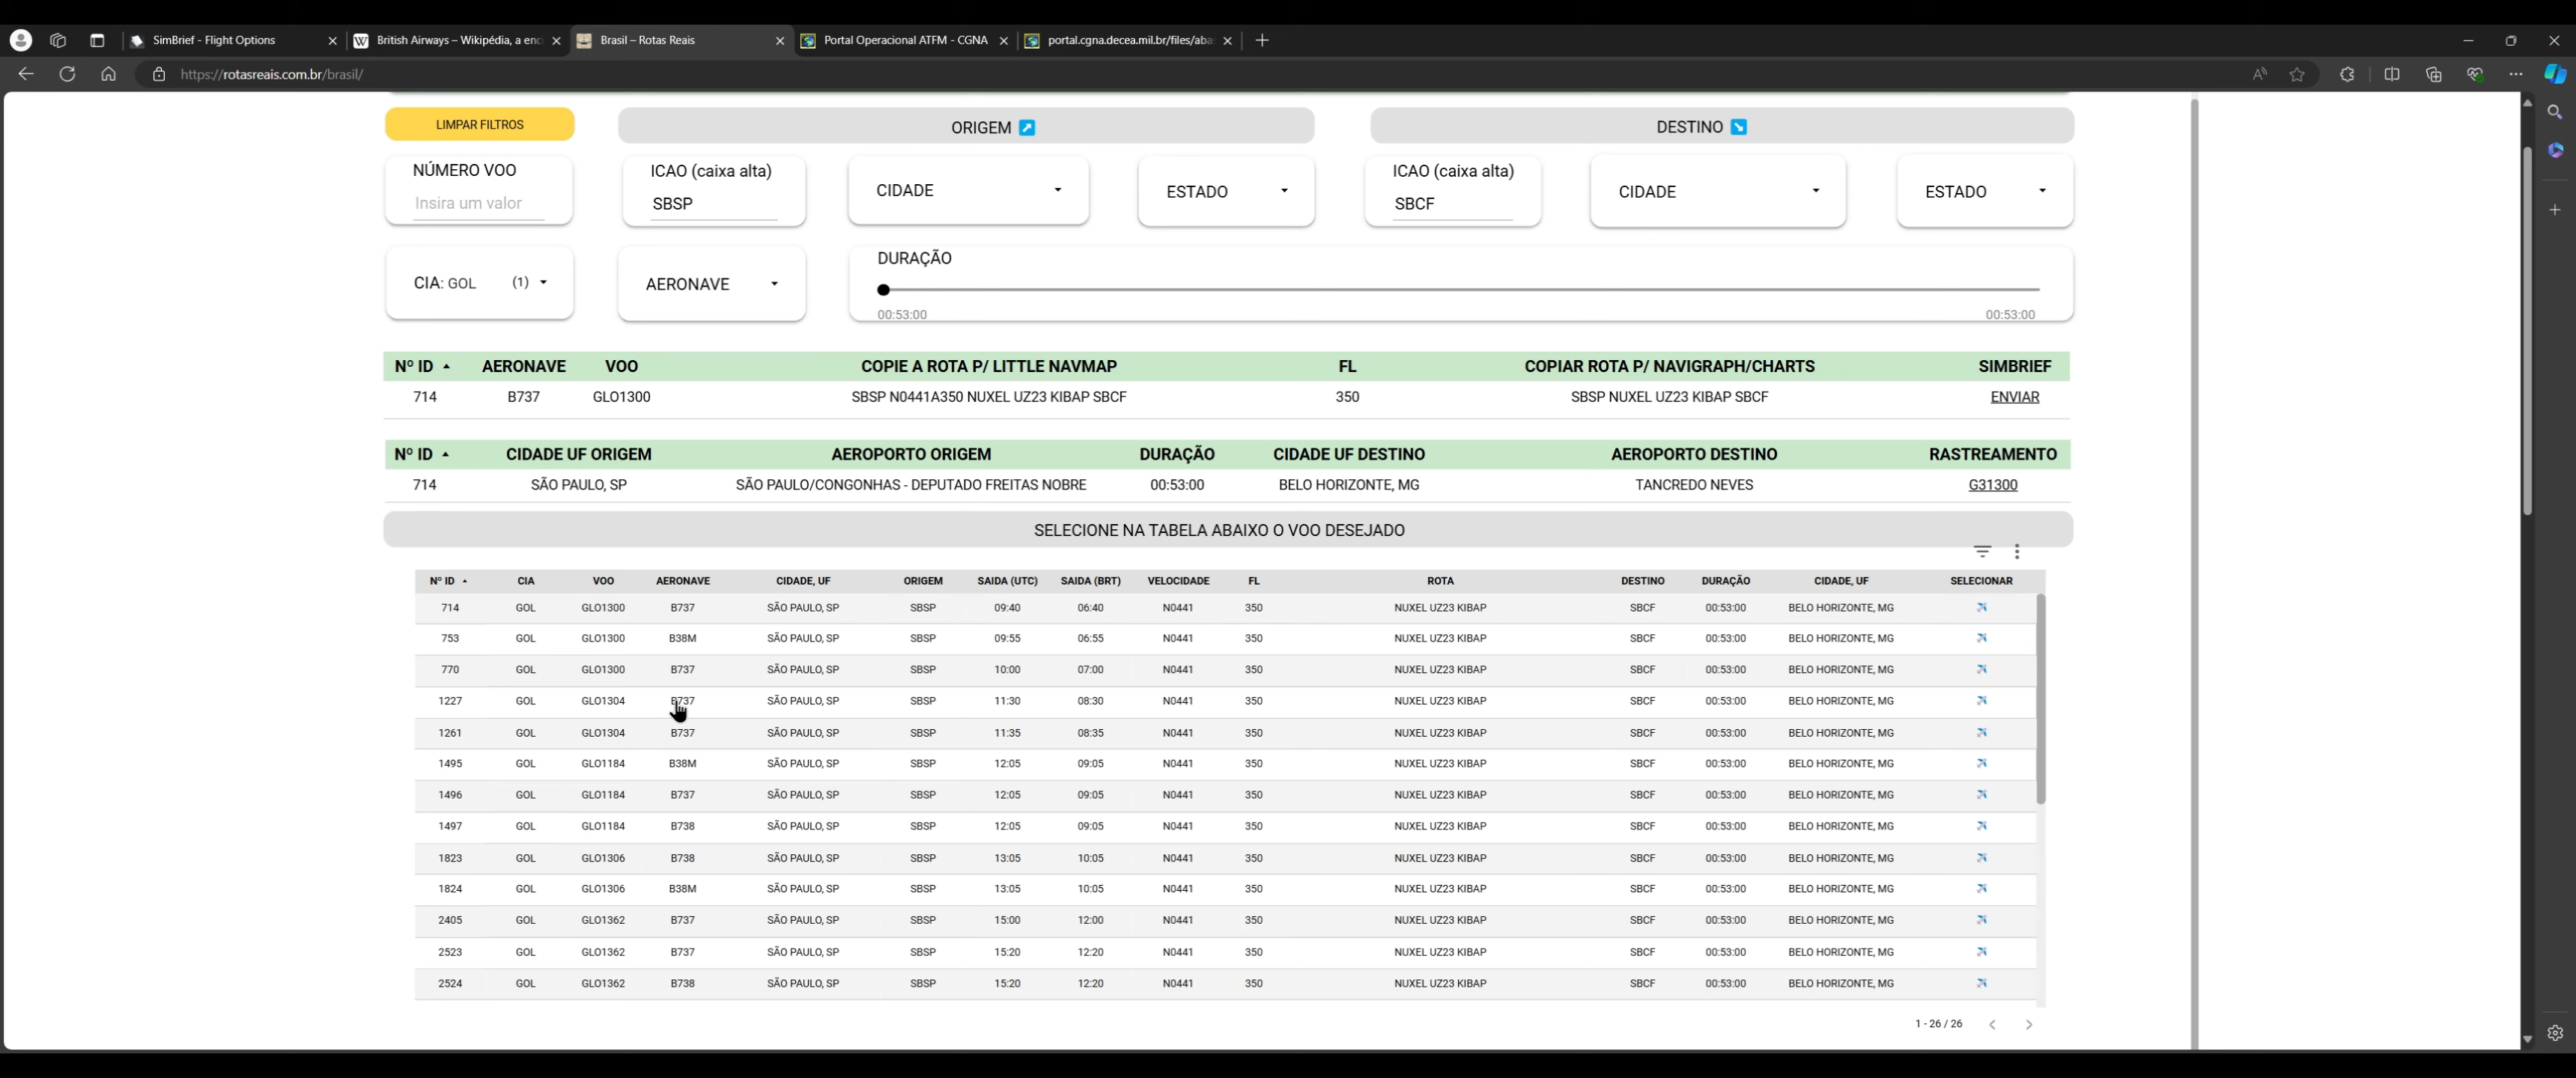 SimBrief - Flight Options
British Airways – Wikipédia, a enc
Brasil – Rotas Reais
Portal Operacional ATFM - CGNA
portal.cgna.decea.mil.br/files/aba
https://rotasreais.com.br/brasil/
LIMPAR FILTROS
ORIGEM
DESTINO
NÚMERO VOO
Insira um valor
ICAO (caixa alta)
SBSP
CIDADE
ESTADO
ICAO (caixa alta)
SBCF
CIDADE
ESTADO
CIA: GOL (1)
AERONAVE
DURAÇÃO
00:53:00 00:53:00
Nº ID AERONAVE VOO COPIE A ROTA P/ LITTLE NAVMAP FL COPIAR ROTA P/ NAVIGRAPH/CHARTS SIMBRIEF
714 B737 GLO1300 SBSP N0441A350 NUXEL UZ23 KIBAP SBCF 350 SBSP NUXEL UZ23 KIBAP SBCF ENVIAR
Nº ID CIDADE UF ORIGEM AEROPORTO ORIGEM DURAÇÃO CIDADE UF DESTINO AEROPORTO DESTINO RASTREAMENTO
714 SÃO PAULO, SP SÃO PAULO/CONGONHAS - DEPUTADO FREITAS NOBRE 00:53:00 BELO HORIZONTE, MG TANCREDO NEVES G31300
SELECIONE NA TABELA ABAIXO O VOO DESEJADO
Nº ID CIA VOO AERONAVE CIDADE, UF ORIGEM SAIDA (UTC) SAIDA (BRT) VELOCIDADE FL ROTA DESTINO DURAÇÃO CIDADE, UF SELECIONAR
714 GOL GLO1300 B737 SÃO PAULO, SP SBSP 09:40 06:40 N0441 350 NUXEL UZ23 KIBAP SBCF 00:53:00 BELO HORIZONTE, MG
753 GOL GLO1300 B38M SÃO PAULO, SP SBSP 09:55 06:55 N0441 350 NUXEL UZ23 KIBAP SBCF 00:53:00 BELO HORIZONTE, MG
770 GOL GLO1300 B737 SÃO PAULO, SP SBSP 10:00 07:00 N0441 350 NUXEL UZ23 KIBAP SBCF 00:53:00 BELO HORIZONTE, MG
1227 GOL GLO1304 B737 SÃO PAULO, SP SBSP 11:30 08:30 N0441 350 NUXEL UZ23 KIBAP SBCF 00:53:00 BELO HORIZONTE, MG
1261 GOL GLO1304 B737 SÃO PAULO, SP SBSP 11:35 08:35 N0441 350 NUXEL UZ23 KIBAP SBCF 00:53:00 BELO HORIZONTE, MG
1495 GOL GLO1184 B38M SÃO PAULO, SP SBSP 12:05 09:05 N0441 350 NUXEL UZ23 KIBAP SBCF 00:53:00 BELO HORIZONTE, MG
1496 GOL GLO1184 B737 SÃO PAULO, SP SBSP 12:05 09:05 N0441 350 NUXEL UZ23 KIBAP SBCF 00:53:00 BELO HORIZONTE, MG
1497 GOL GLO1184 B738 SÃO PAULO, SP SBSP 12:05 09:05 N0441 350 NUXEL UZ23 KIBAP SBCF 00:53:00 BELO HORIZONTE, MG
1823 GOL GLO1306 B738 SÃO PAULO, SP SBSP 13:05 10:05 N0441 350 NUXEL UZ23 KIBAP SBCF 00:53:00 BELO HORIZONTE, MG
1824 GOL GLO1306 B38M SÃO PAULO, SP SBSP 13:05 10:05 N0441 350 NUXEL UZ23 KIBAP SBCF 00:53:00 BELO HORIZONTE, MG
2405 GOL GLO1362 B737 SÃO PAULO, SP SBSP 15:00 12:00 N0441 350 NUXEL UZ23 KIBAP SBCF 00:53:00 BELO HORIZONTE, MG
2523 GOL GLO1362 B737 SÃO PAULO, SP SBSP 15:20 12:20 N0441 350 NUXEL UZ23 KIBAP SBCF 00:53:00 BELO HORIZONTE, MG
2524 GOL GLO1362 B738 SÃO PAULO, SP SBSP 15:20 12:20 N0441 350 NUXEL UZ23 KIBAP SBCF 00:53:00 BELO HORIZONTE, MG
1 - 26 / 26